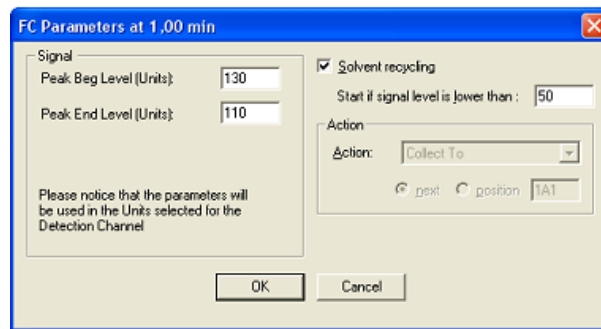 FC Parameters at 1,00 min
Signal
Peak Beg Level (Units): 130
Peak End Level (Units): 110
Please notice that the parameters will
be used in the Units selected for the
Detection Channel
Solvent recycling
Start if signal level is lower than : 50
Action
Action: Collect To
next position 1A1
OK Cancel